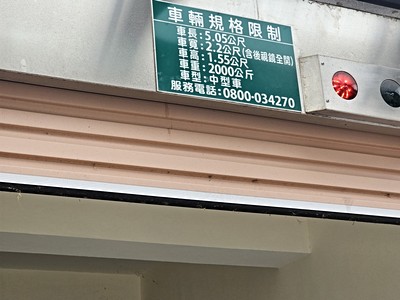 車輛規格限制
車長：5.05公尺
車寬：2.2公尺(含後視鏡全開)
車高：1.55公尺
車重：2000公斤
車型：中型車
服務電話：0800-034270